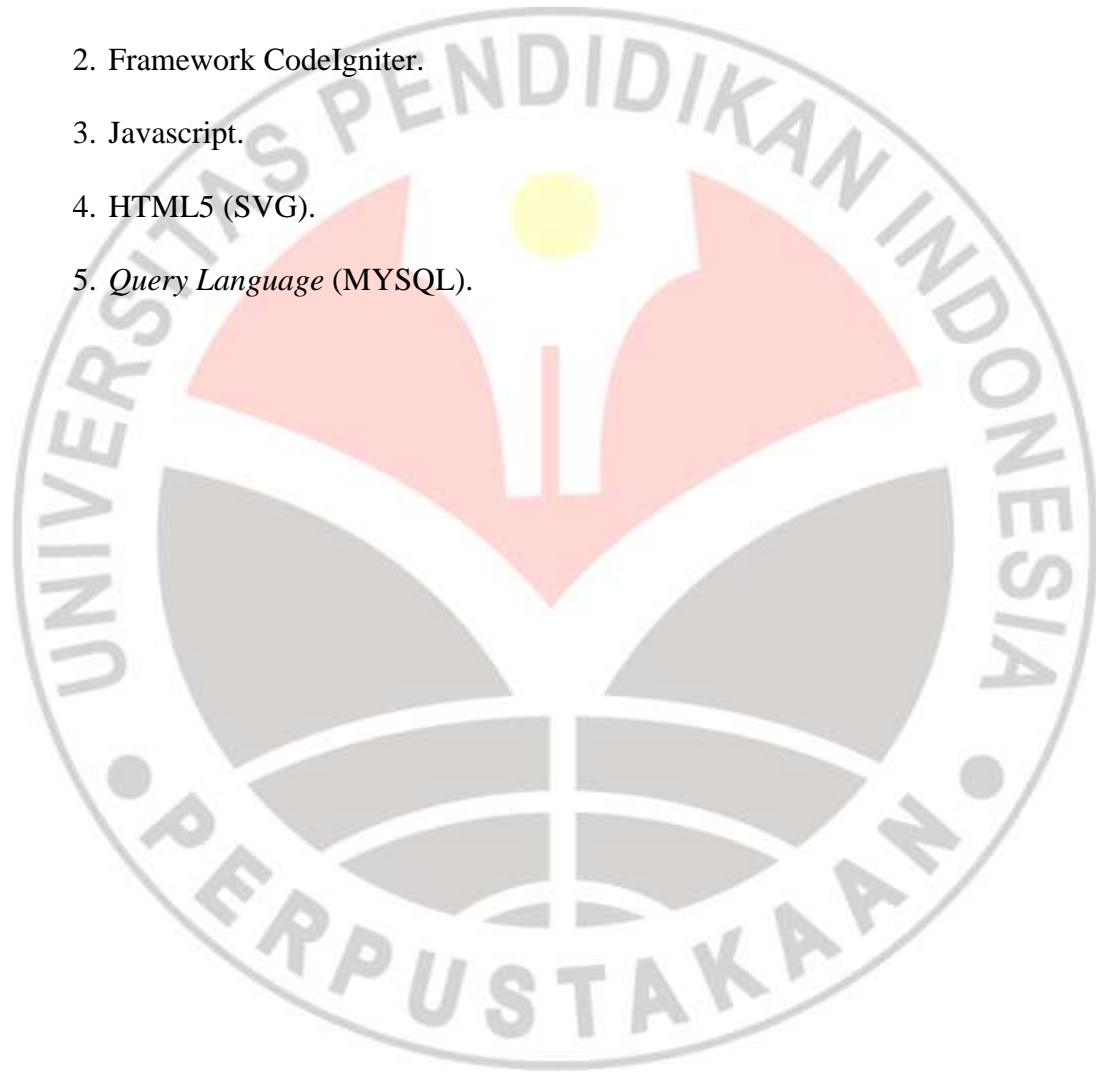 2. Framework CodeIgniter.
3. Javascript.
4. HTML5 (SVG).
5. Query Language (MYSQL).
UNIVERSITAS PENDIDIKAN INDONESIA
PERPUSTAKAAN